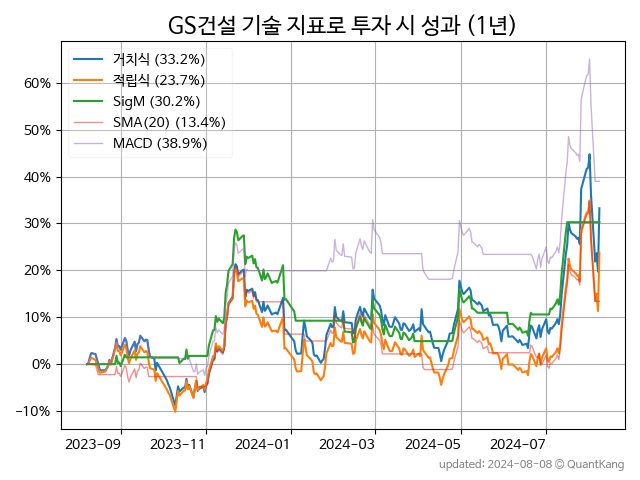 GS건설 기술 지표로 투자 시 성과 (1년)
거치식 (33.2%)
적립식 (23.7%)
SigM (30.2%)
SMA(20) (13.4%)
MACD (38.9%)
60%
50%
40%
30%
20%
10%
0%
−10%
2023-09 2023-11 2024-01 2024-03 2024-05 2024-07
updated: 2024-08-08 © QuantKang